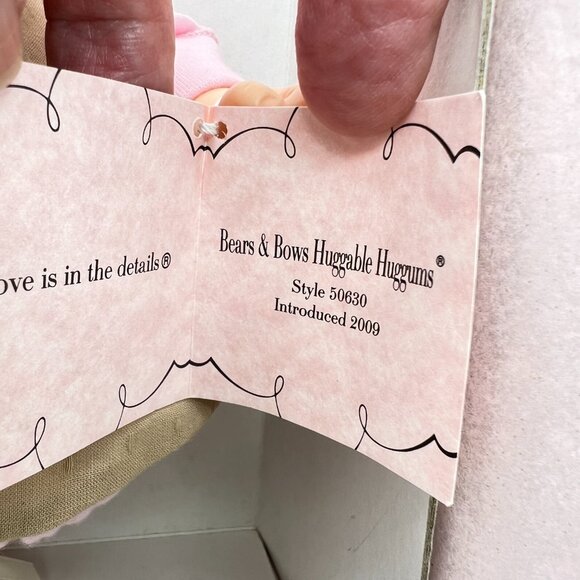 ove is in the details®
Bears & Bows Huggable Huggums®
Style 50630
Introduced 2009